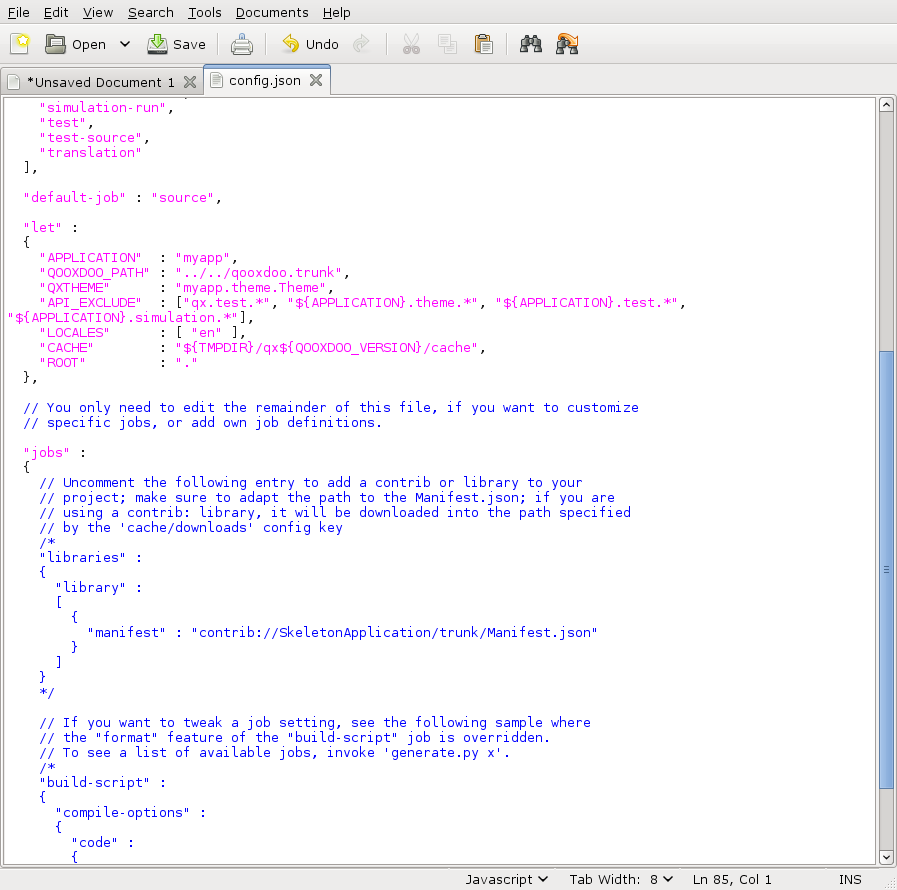 File Edit View Search Tools Documents Help
Open Save Undo
*Unsaved Document 1 config.json
"simulation-run",
"test",
"test-source",
"translation"
],
"default-job" : "source",
"let" :
{
"APPLICATION" : "myapp",
"QOOXDOO_PATH" : "../../qooxdoo.trunk",
"QXTHEME" : "myapp.theme.Theme",
"API_EXCLUDE" : ["qx.test.*", "${APPLICATION}.theme.*", "${APPLICATION}.test.*",
"${APPLICATION}.simulation.*"],
"LOCALES" : [ "en" ],
"CACHE" : "${TMPDIR}/qx${QOOXDOO_VERSION}/cache",
"ROOT" : "."
},
// You only need to edit the remainder of this file, if you want to customize
// specific jobs, or add own job definitions.
"jobs" :
{
// Uncomment the following entry to add a contrib or library to your
// project; make sure to adapt the path to the Manifest.json; if you are
// using a contrib: library, it will be downloaded into the path specified
// by the 'cache/downloads' config key
/*
"libraries" :
{
"library" :
[
{
"manifest" : "contrib://SkeletonApplication/trunk/Manifest.json"
}
]
}
*/
// If you want to tweak a job setting, see the following sample where
// the "format" feature of the "build-script" job is overridden.
// To see a list of available jobs, invoke 'generate.py x'.
/*
"build-script" :
{
"compile-options" :
{
"code" :
{
Javascript Tab Width: 8 Ln 85, Col 1 INS